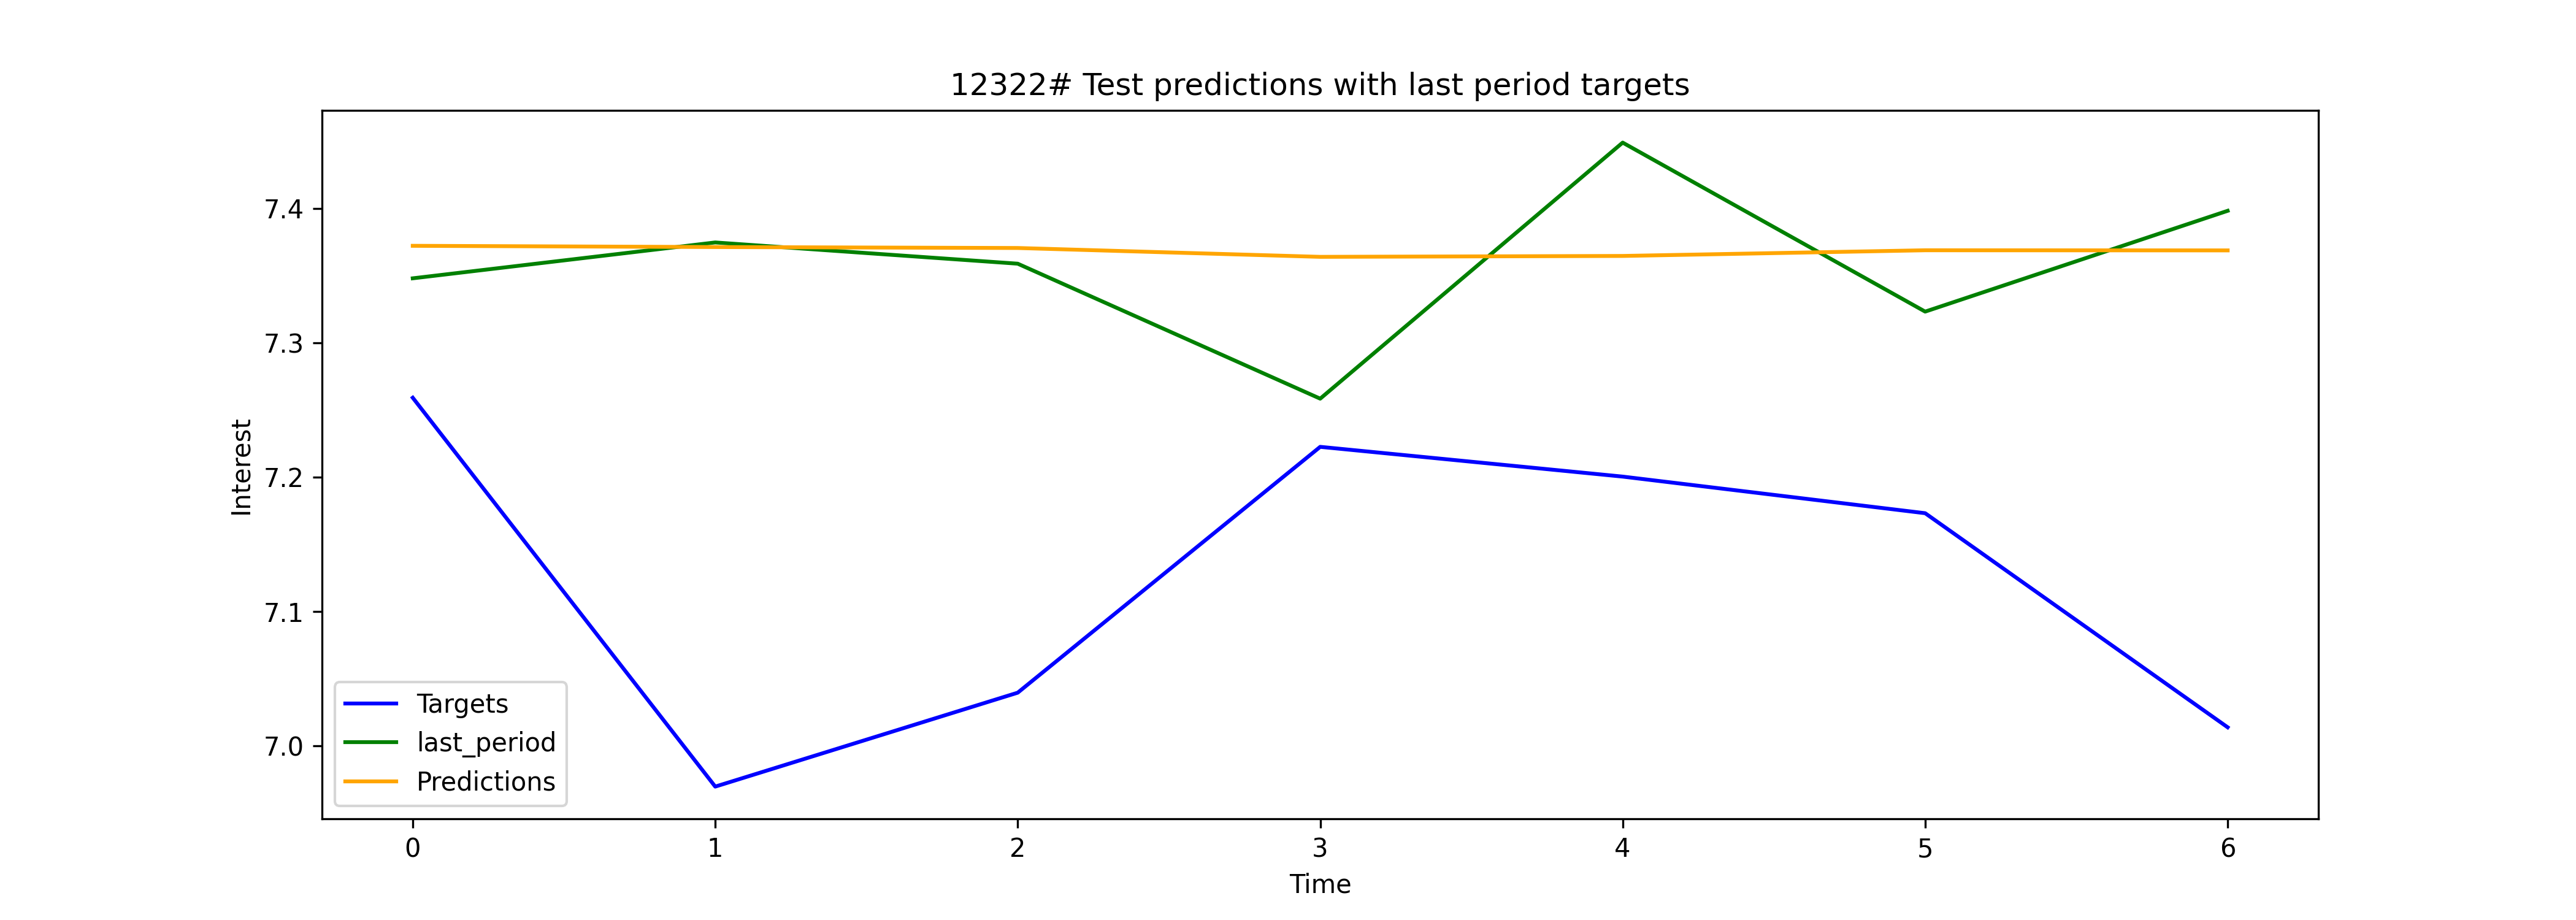 12322# Test predictions with last period targets
7.4
7.3
7.2
7.1
7.0
Interest
Targets
last_period
Predictions
0 1 2 3 4 5 6
Time